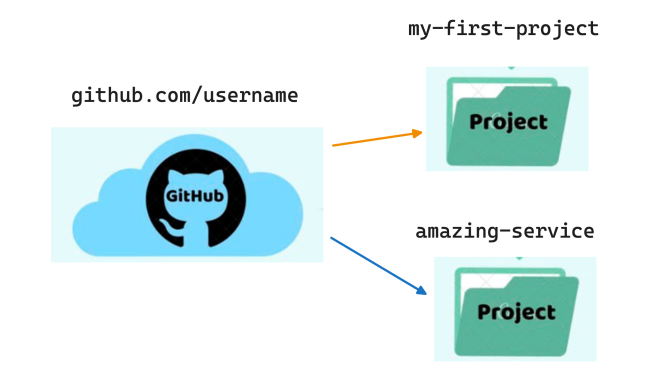 my-first-project
github.com/username
Project
GitHub
amazing-service
Project